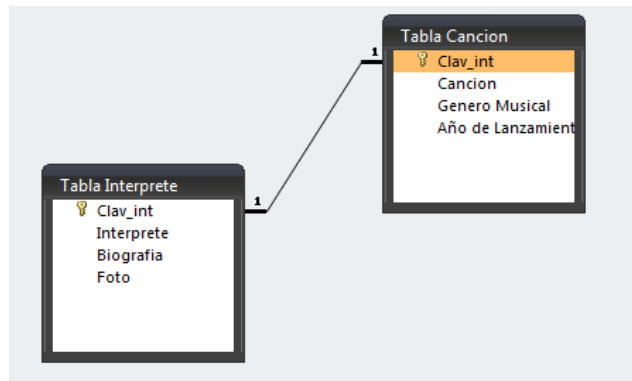 Tabla Cancion
1
Clav_int
Cancion
Genero Musical
Año de Lanzamient
Tabla Interprete
1
Clav_int
Interprete
Biografia
Foto